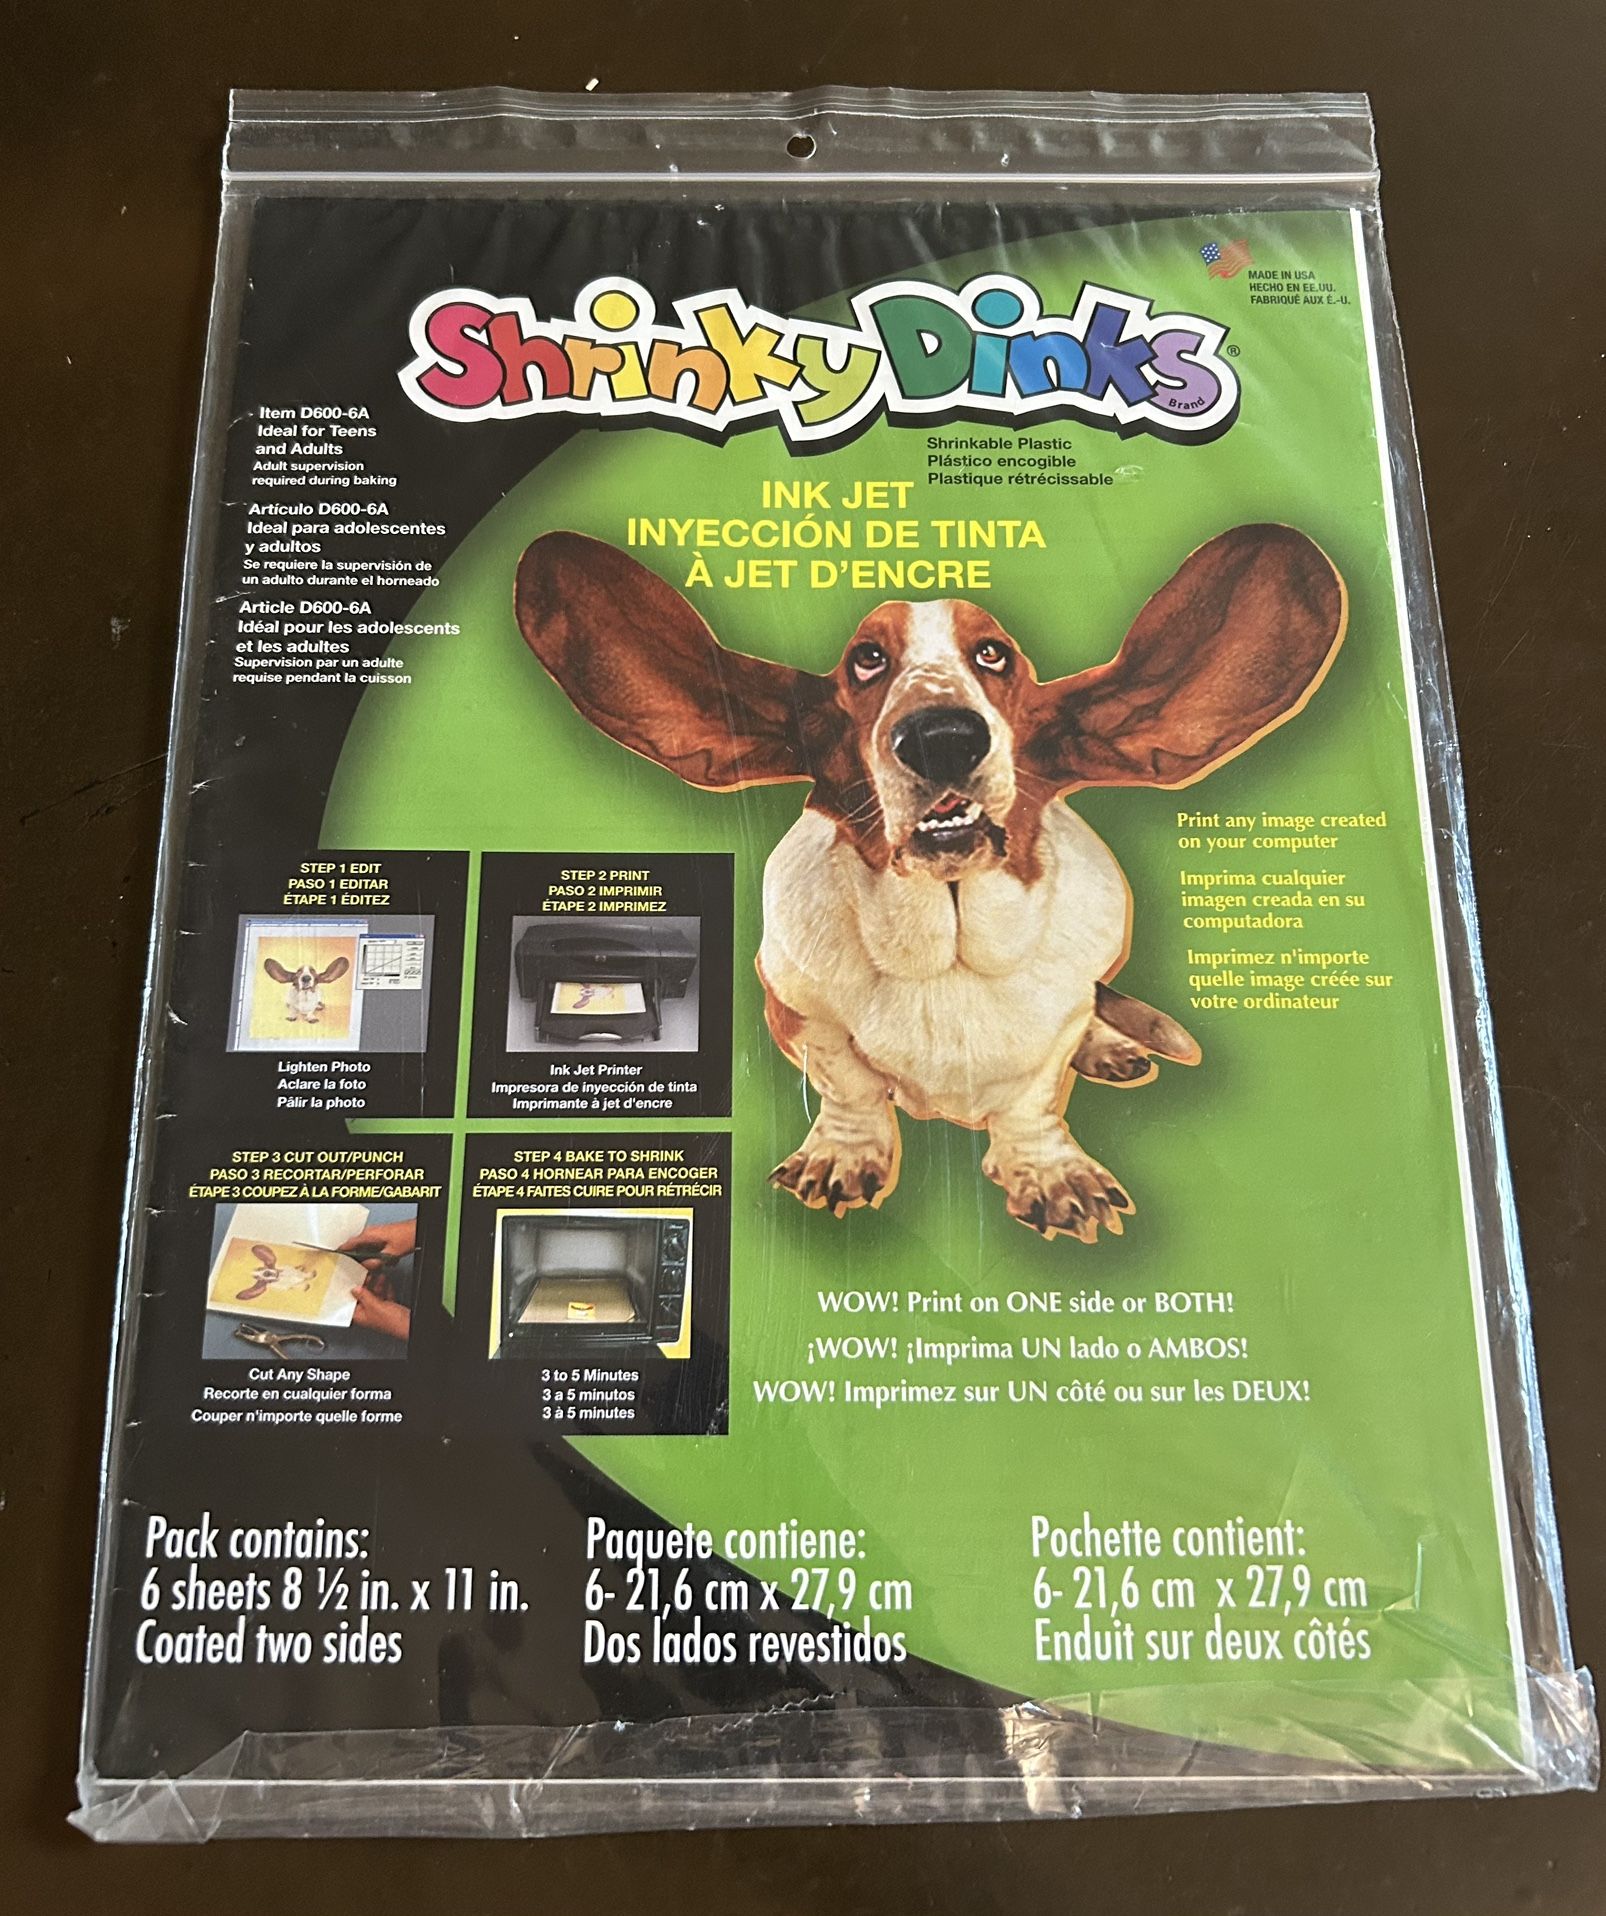 MADE IN USA
HECHO EN EE.UU.
FABRIQUÉ AUX É.-U.
Shrinky Dinks®
Brand
Item D600-6A
Ideal for Teens
and Adults
Adult supervision
required during baking
Artículo D600-6A
Ideal para adolescentes
y adultos
Se requiere la supervisión de
un adulto durante el horneado
Article D600-6A
Idéal pour les adolescents
et les adultes
Supervision par un adulte
requise pendant la cuisson
Shrinkable Plastic
Plástico encogible
Plastique rétrécissable
INK JET
INYECCIÓN DE TINTA
À JET D'ENCRE
Print any image created
on your computer
Imprima cualquier
imagen creada en su
computadora
Imprimez n'importe
quelle image créée sur
votre ordinateur
STEP 1 EDIT
PASO 1 EDITAR
ÉTAPE 1 ÉDITEZ
Lighten Photo
Aclare la foto
Pâlir la photo
STEP 2 PRINT
PASO 2 IMPRIMIR
ÉTAPE 2 IMPRIMEZ
Ink Jet Printer
Impresora de inyección de tinta
Imprimante à jet d'encre
STEP 3 CUT OUT/PUNCH
PASO 3 RECORTAR/PERFORAR
ÉTAPE 3 COUPEZ À LA FORME/GABARIT
Cut Any Shape
Recorte en cualquier forma
Couper n'importe quelle forme
STEP 4 BAKE TO SHRINK
PASO 4 HORNEAR PARA ENCOGER
ÉTAPE 4 FAITES CUIRE POUR RÉTRÉCIR
3 to 5 Minutes
3 a 5 minutos
3 à 5 minutes
WOW! Print on ONE side or BOTH!
¡WOW! ¡Imprima UN lado o AMBOS!
WOW! Imprimez sur UN côté ou sur les DEUX!
Pack contains:
6 sheets 8 ½ in. x 11 in.
Coated two sides
Paquete contiene:
6- 21,6 cm x 27,9 cm
Dos lados revestidos
Pochette contient:
6- 21,6 cm x 27,9 cm
Enduit sur deux côtés